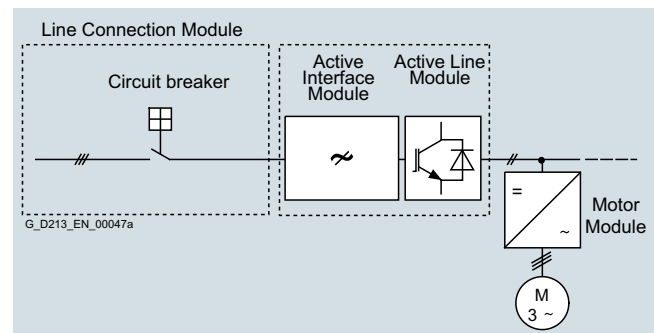 Line Connection Module
Circuit breaker
Active
Interface
Module
Active Line
Module
G_D213_EN_00047a
=
~
Motor
Module
M
3 ~